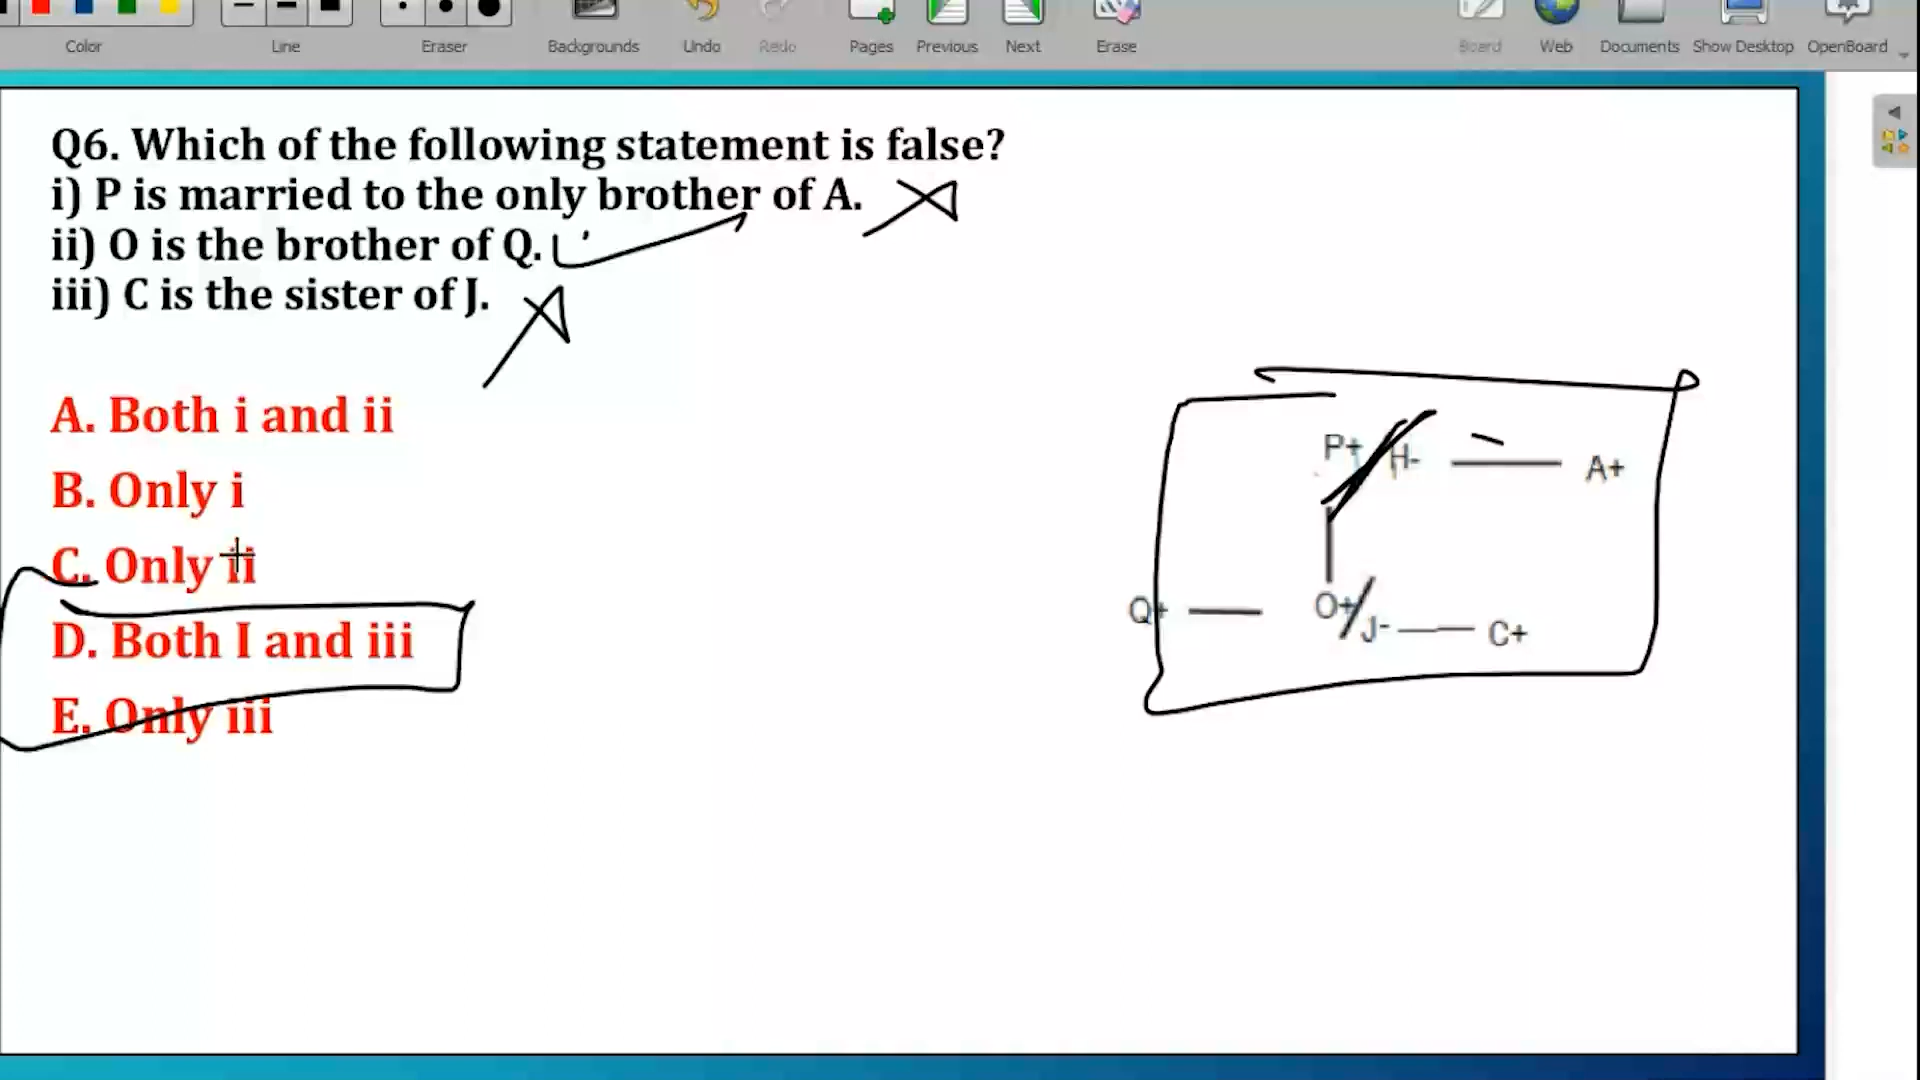 Color Line Eraser Backgrounds Undo Redo Pages Previous Next Erase Board Web Documents Show Desktop OpenBoard
Q6. Which of the following statement is false?
i) P is married to the only brother of A.
ii) O is the brother of Q.
iii) C is the sister of J.
A. Both i and ii
B. Only i
C. Only ii
D. Both I and iii
E. Only iii
P+ H- A+
Q+ O+ J- C+